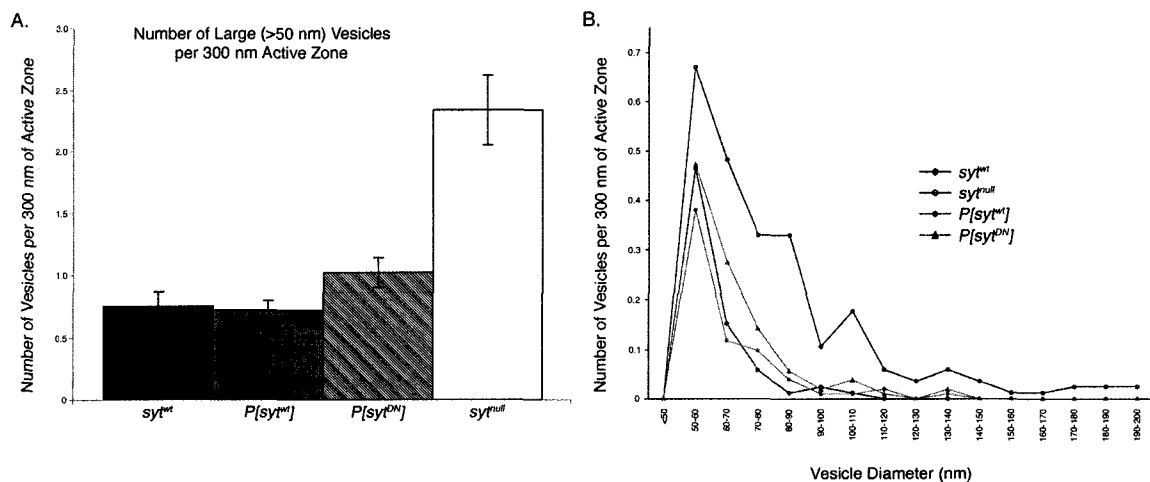 A.
Number of Large (>50 nm) Vesicles
per 300 nm Active Zone
Number of Vesicles per 300 nm of Active Zone
3.0
2.5
2.0
1.5
1.0
0.5
0
syt^wt
P[syt^wt]
P[syt^DN]
syt^null
B.
Number of Vesicles per 300 nm of Active Zone
0.7
0.6
0.5
0.4
0.3
0.2
0.1
0
syt^wt
syt^null
P[syt^wt]
P[syt^DN]
<50
50-60
60-70
70-80
80-90
90-100
100-110
110-120
120-130
130-140
140-150
150-160
160-170
170-180
180-190
190-200
Vesicle Diameter (nm)